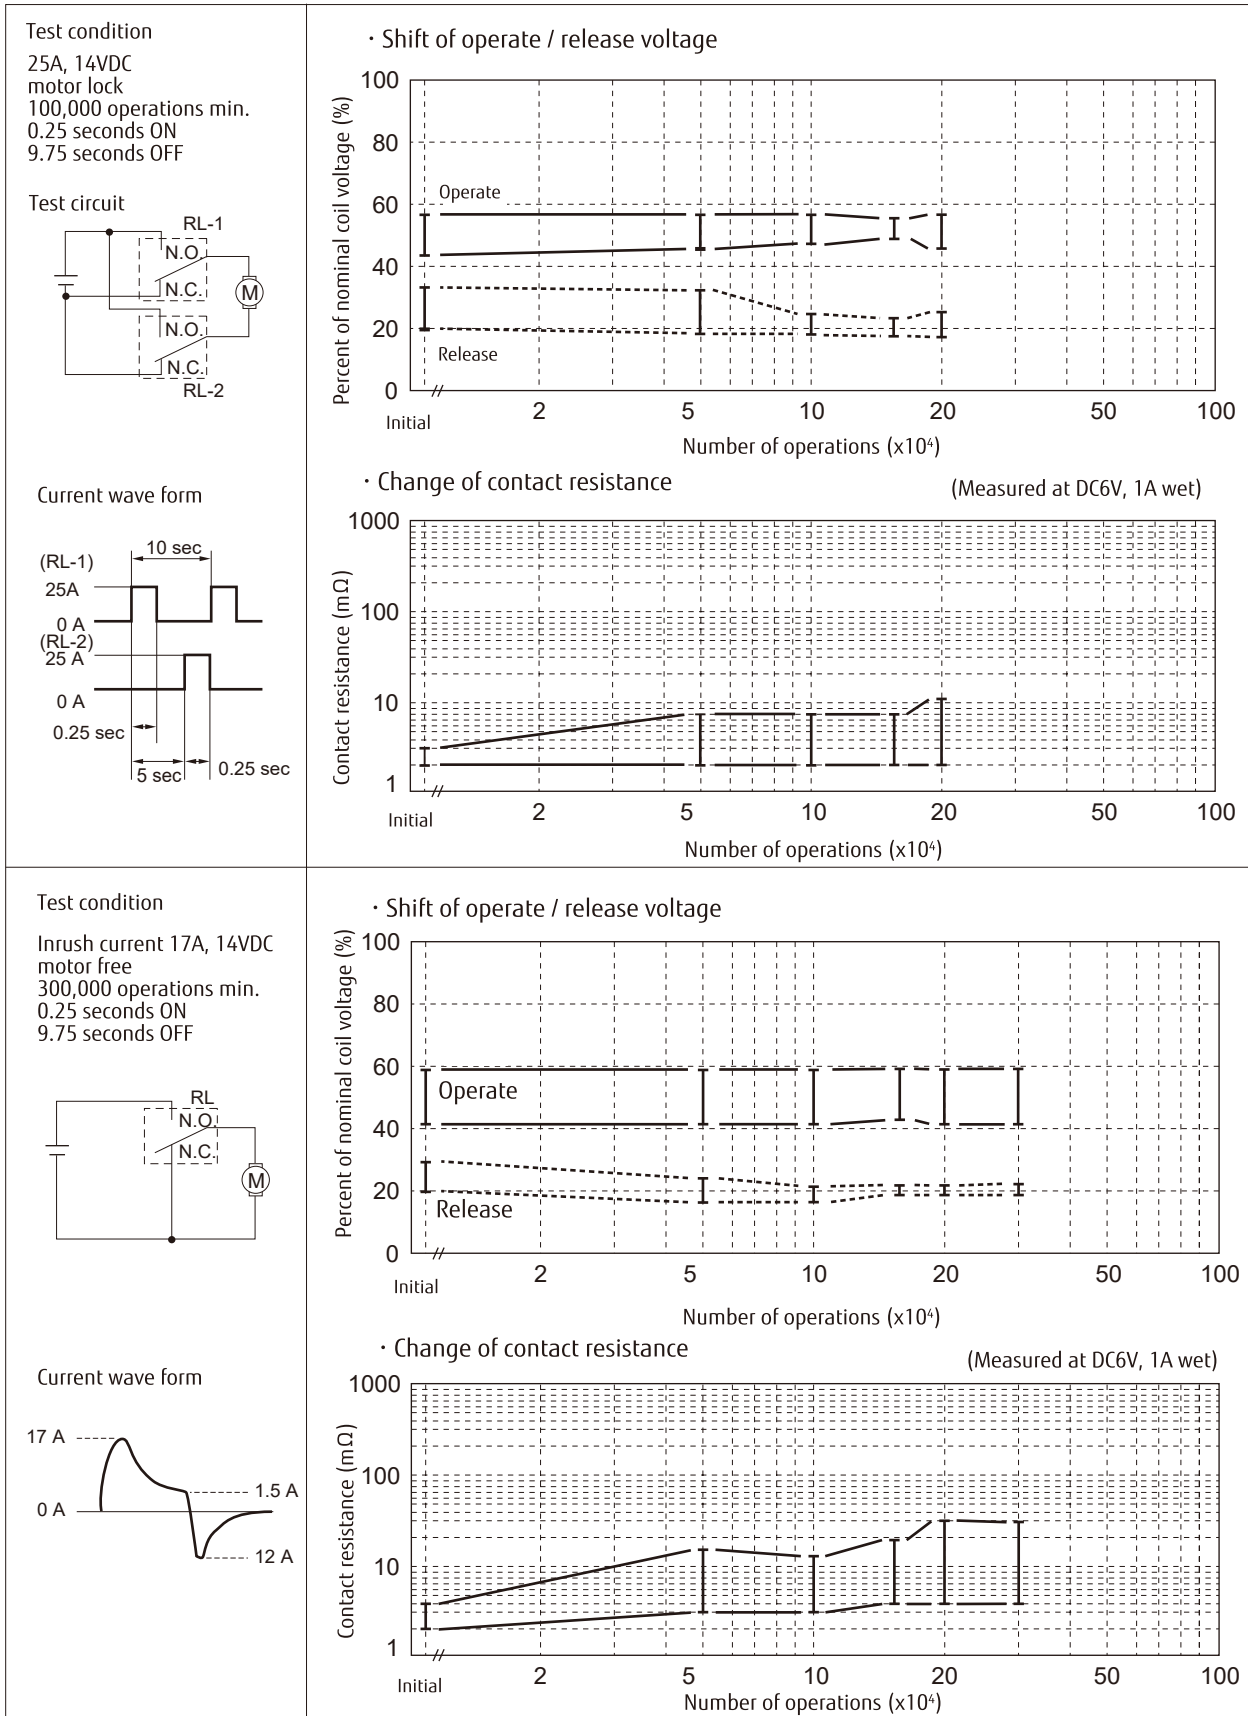 Test condition
25A, 14VDC
motor lock
100,000 operations min.
0.25 seconds ON
9.75 seconds OFF
Test circuit
RL-1
N.O.
N.C.
M
N.O.
N.C.
RL-2
Current wave form
10 sec
(RL-1)
25A
0 A
(RL-2)
25 A
0 A
0.25 sec
5 sec
0.25 sec
· Shift of operate / release voltage
Percent of nominal coil voltage (%)
100
80
60
40
20
0
Operate
Release
Initial
2 5 10 20 50 100
Number of operations (x10⁴)
· Change of contact resistance
(Measured at DC6V, 1A wet)
Contact resistance (mΩ)
1000
100
10
1
Initial
2 5 10 20 50 100
Number of operations (x10⁴)
Test condition
Inrush current 17A, 14VDC
motor free
300,000 operations min.
0.25 seconds ON
9.75 seconds OFF
RL
N.O.
N.C.
M
Current wave form
17 A
1.5 A
0 A
12 A
· Shift of operate / release voltage
Percent of nominal coil voltage (%)
100
80
60
40
20
0
Operate
Release
Initial
2 5 10 20 50 100
Number of operations (x10⁴)
· Change of contact resistance
(Measured at DC6V, 1A wet)
Contact resistance (mΩ)
1000
100
10
1
Initial
2 5 10 20 50 100
Number of operations (x10⁴)